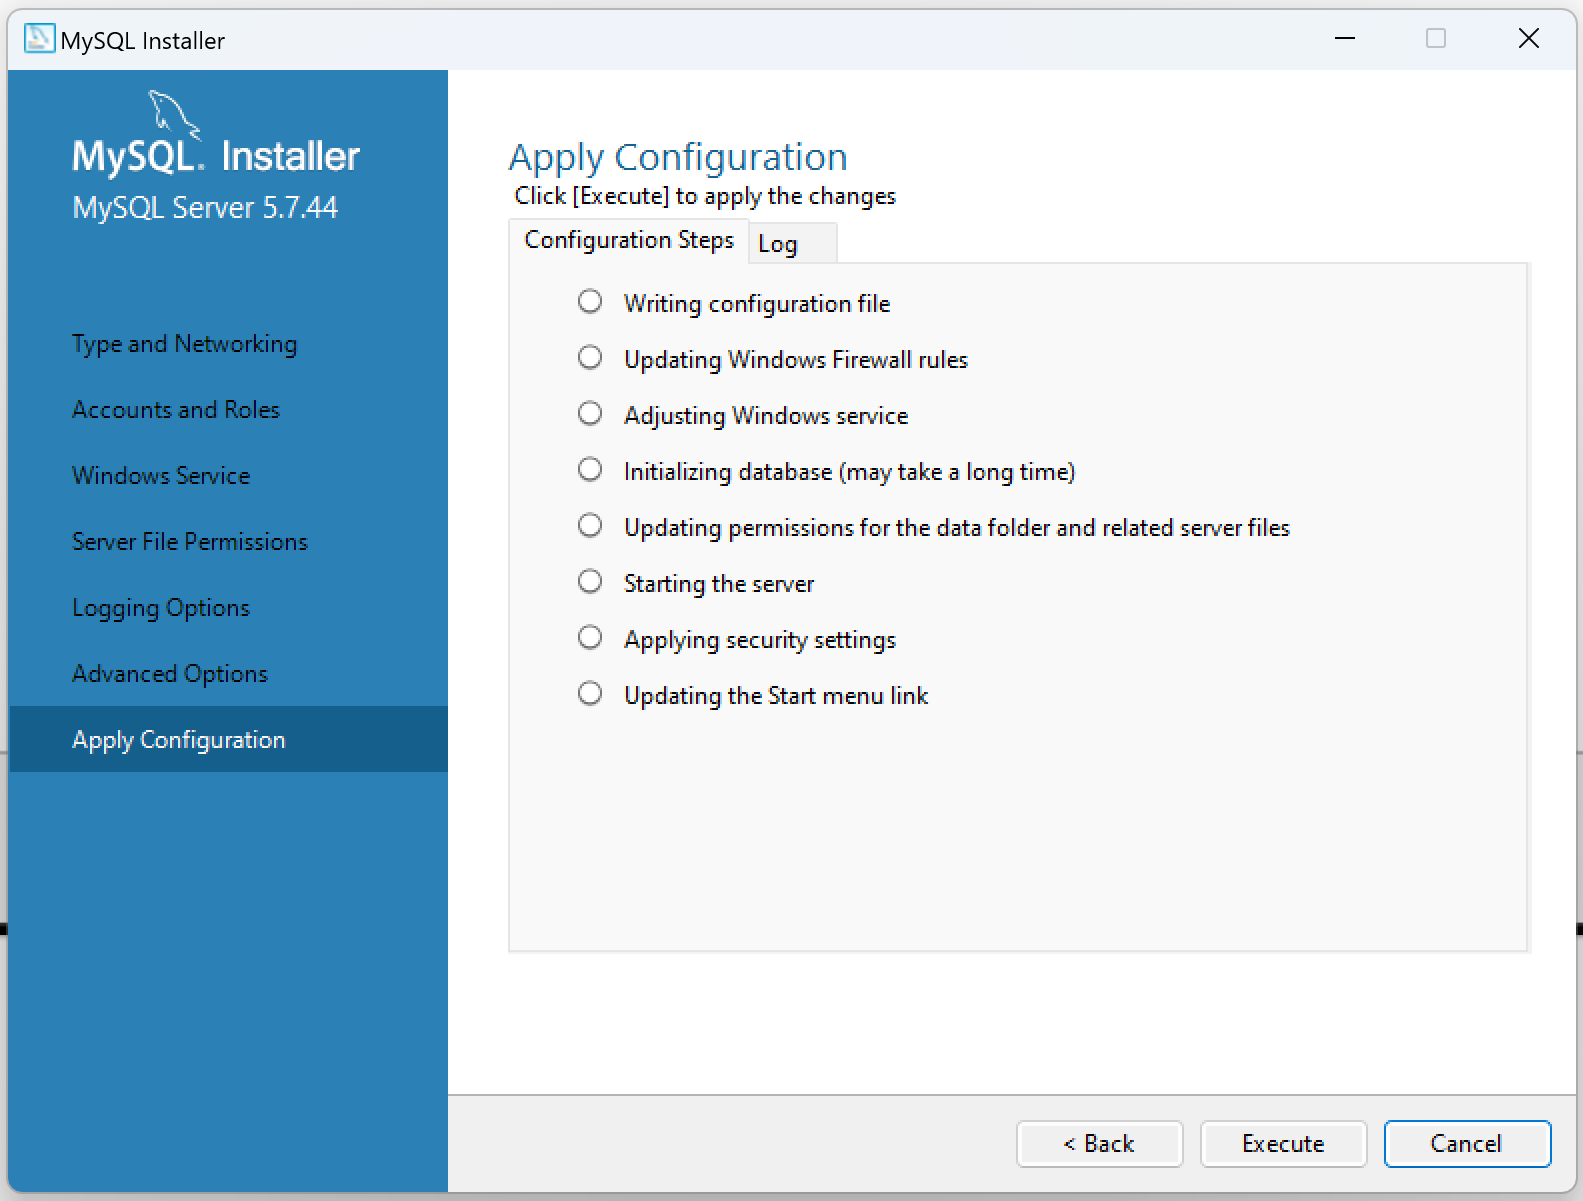 MySQL Installer
MySQL. Installer
MySQL Server 5.7.44
Type and Networking
Accounts and Roles
Windows Service
Server File Permissions
Logging Options
Advanced Options
Apply Configuration
Apply Configuration
Click [Execute] to apply the changes
Configuration Steps
Log
Writing configuration file
Updating Windows Firewall rules
Adjusting Windows service
Initializing database (may take a long time)
Updating permissions for the data folder and related server files
Starting the server
Applying security settings
Updating the Start menu link
< Back
Execute
Cancel